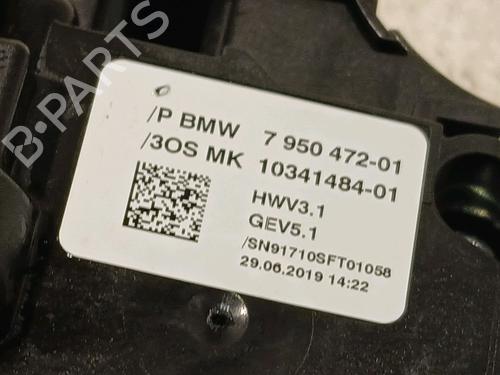 /P BMW 7 950 472-01
/3OS MK 10341484-01
HWV3.1
GEV5.1
/SN91710SFT01058
29.06.2019 14:22
B-PARTS